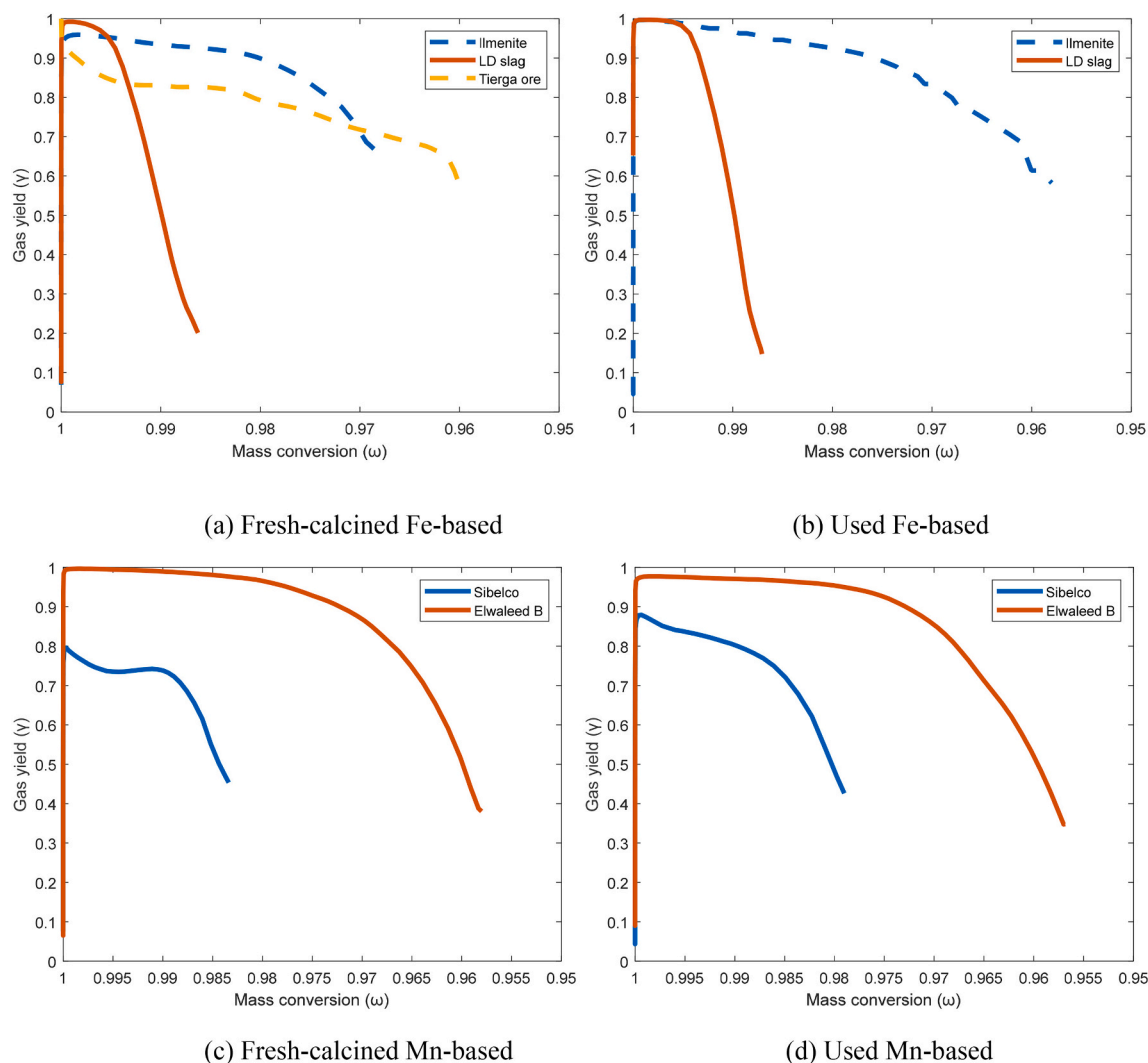 1
0.9
0.8
0.7
0.6
0.5
0.4
0.3
0.2
0.1
0
Gas yield (γ)
Ilmenite
LD slag
Tierga ore
1 0.99 0.98 0.97 0.96 0.95
Mass conversion (ω)
(a) Fresh-calcined Fe-based
1
0.9
0.8
0.7
0.6
0.5
0.4
0.3
0.2
0.1
0
Gas yield (γ)
Ilmenite
LD slag
1 0.99 0.98 0.97 0.96 0.95
Mass conversion (ω)
(b) Used Fe-based
1
0.9
0.8
0.7
0.6
0.5
0.4
0.3
0.2
0.1
0
Gas yield (γ)
Sibelco
Elwaleed B
1 0.995 0.99 0.985 0.98 0.975 0.97 0.965 0.96 0.955 0.95
Mass conversion (ω)
(c) Fresh-calcined Mn-based
1
0.9
0.8
0.7
0.6
0.5
0.4
0.3
0.2
0.1
0
Gas yield (γ)
Sibelco
Elwaleed B
1 0.995 0.99 0.985 0.98 0.975 0.97 0.965 0.96 0.955 0.95
Mass conversion (ω)
(d) Used Mn-based